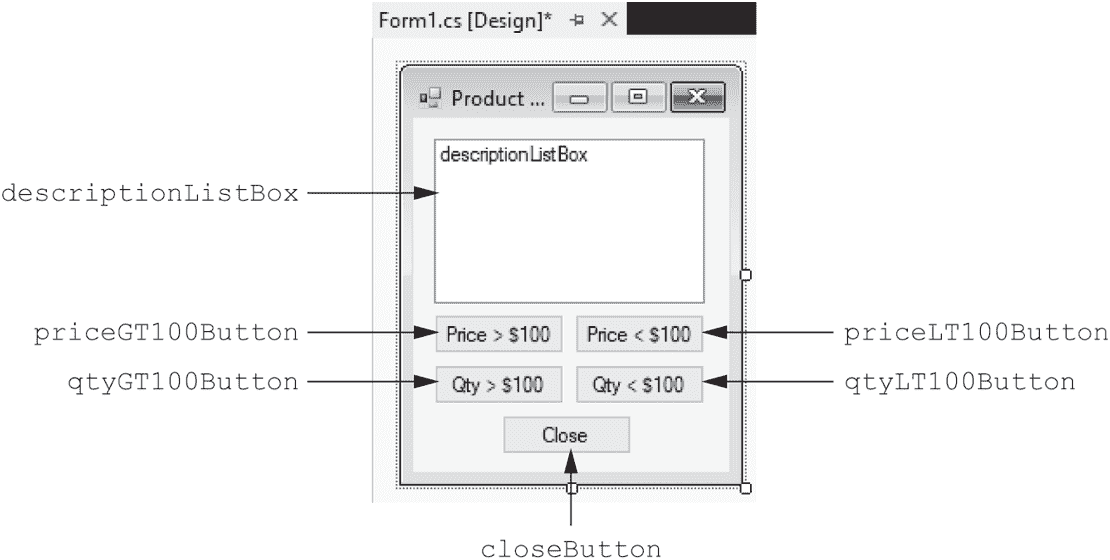 Form1.cs [Design]*
Product ...
descriptionListBox
descriptionListBox
priceGT100Button
Price > $100
Price < $100
priceLT100Button
qtyGT100Button
Qty > $100
Qty < $100
qtyLT100Button
Close
closeButton